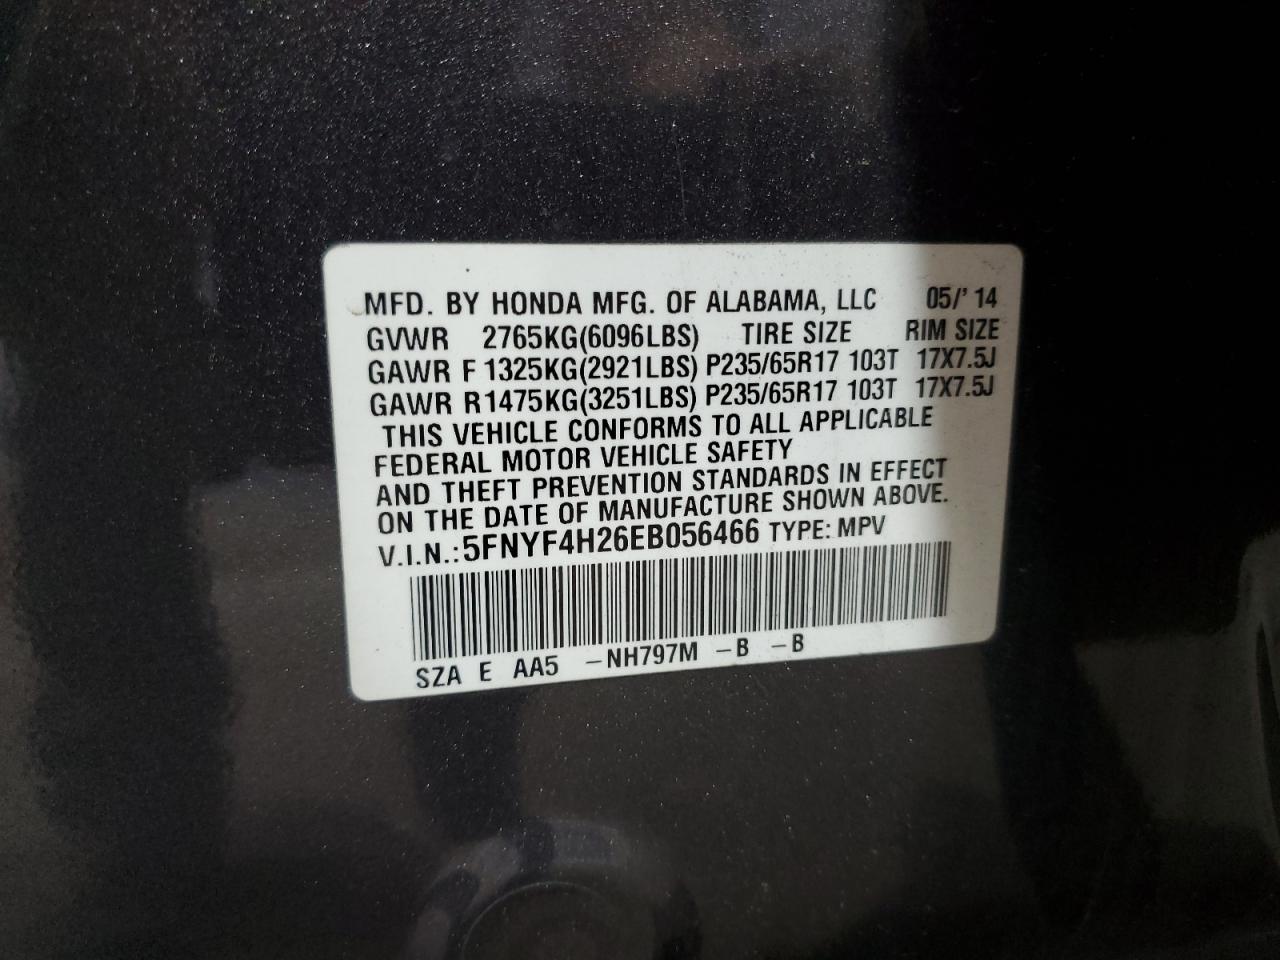 MFD. BY HONDA MFG. OF ALABAMA, LLC 05/' 14
GVWR 2765KG(6096LBS) TIRE SIZE RIM SIZE
GAWR F 1325KG(2921LBS) P235/65R17 103T 17X7.5J
GAWR R1475KG(3251LBS) P235/65R17 103T 17X7.5J
THIS VEHICLE CONFORMS TO ALL APPLICABLE
FEDERAL MOTOR VEHICLE SAFETY
AND THEFT PREVENTION STANDARDS IN EFFECT
ON THE DATE OF MANUFACTURE SHOWN ABOVE.
V.I.N.:5FNYF4H26EB056466 TYPE: MPV
SZA E AA5 -NH797M -B -B